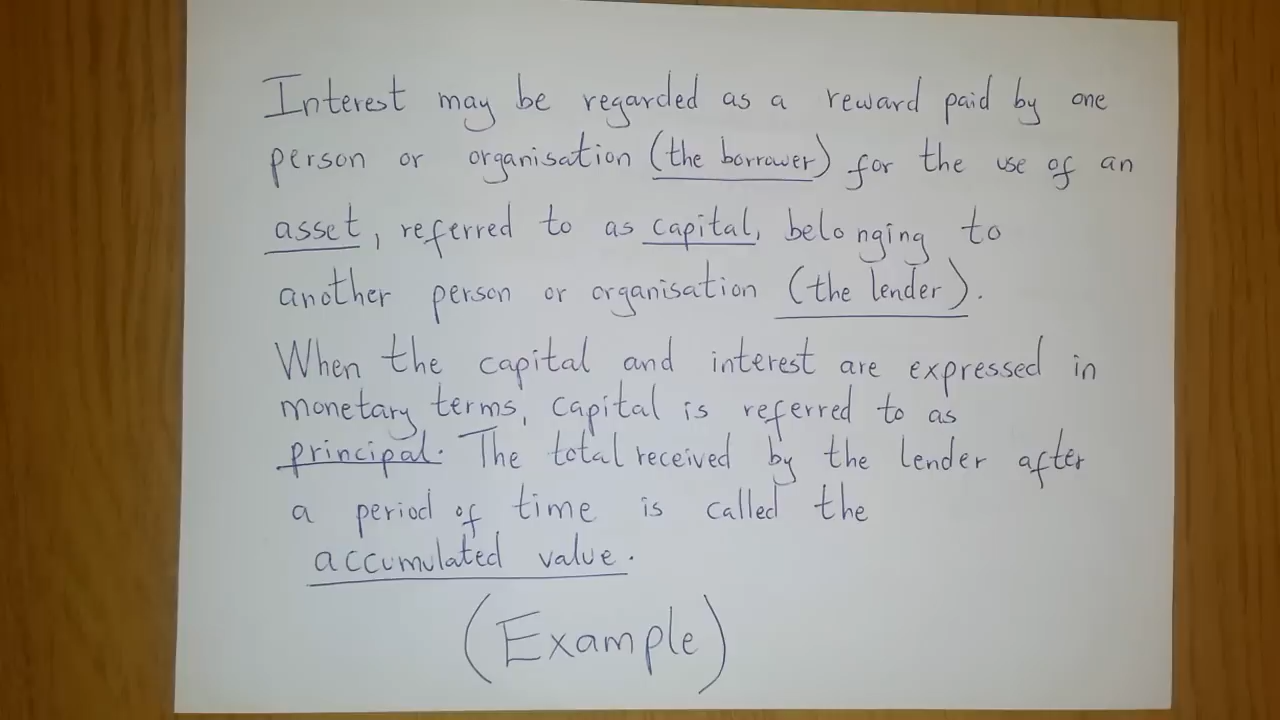 Interest may be regarded as a reward paid by one
person or organisation (the borrower) for the use of an
asset, referred to as capital, belonging to
another person or organisation (the lender).
When the capital and interest are expressed in
monetary terms, capital is referred to as
principal. The total received by the lender after
a period of time is called the
accumulated value.
(Example)